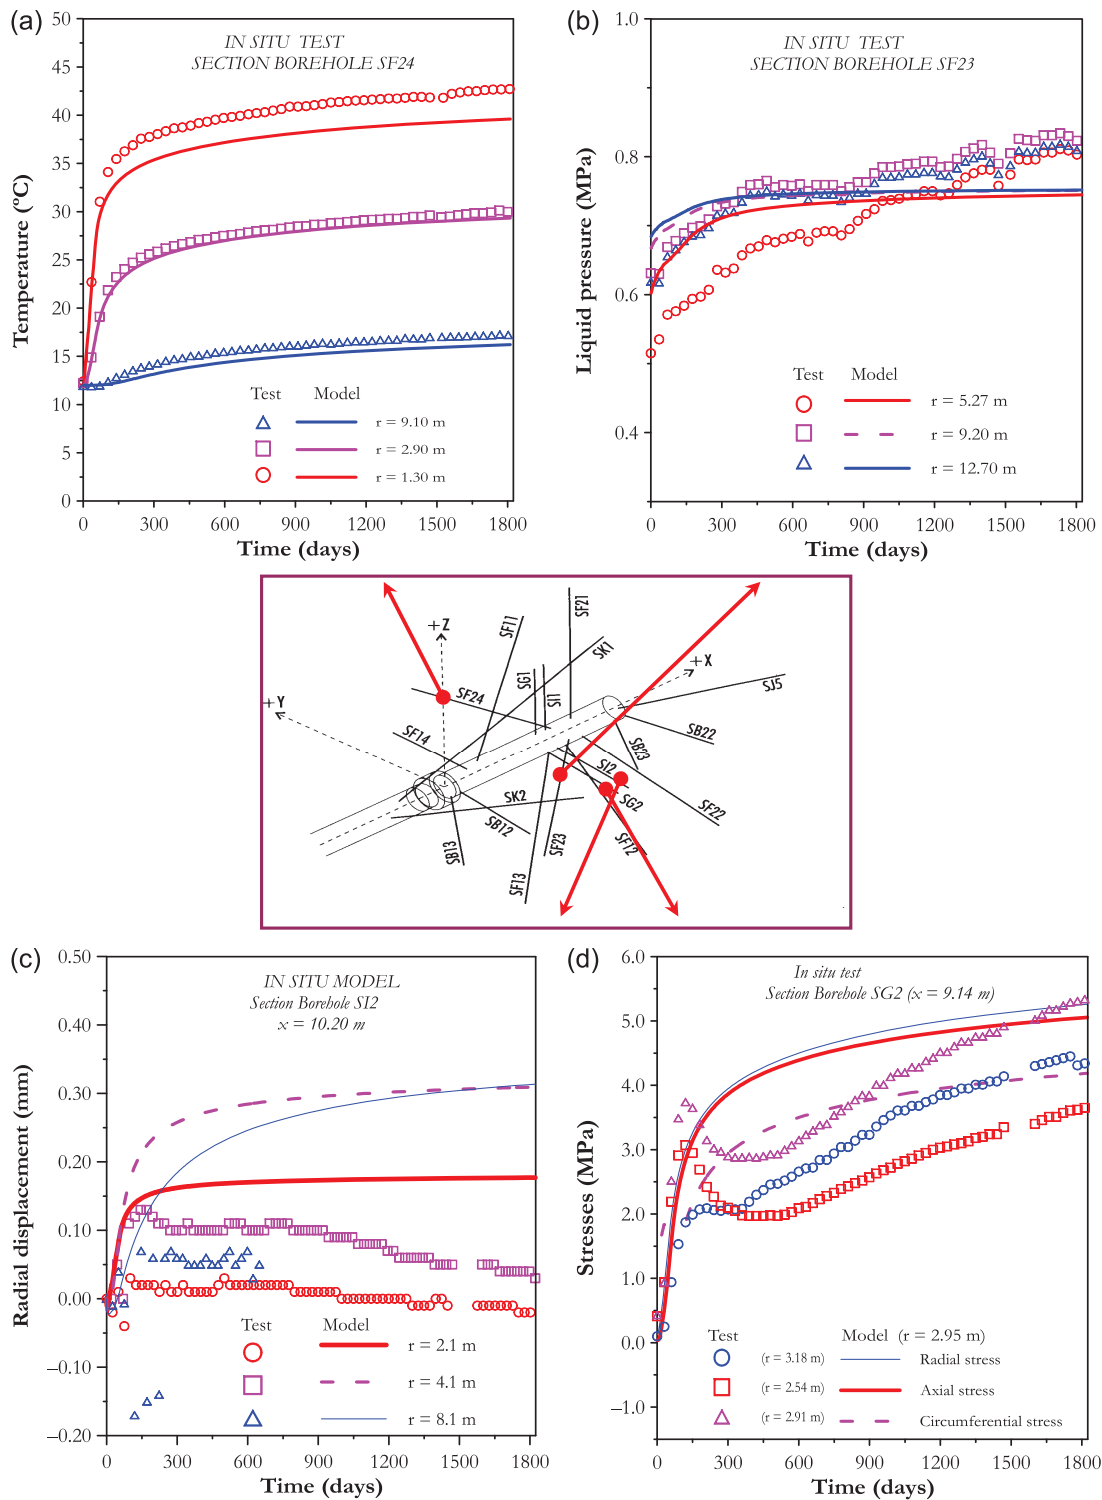 (a)
50
45
40
35
30
25
20
15
10
5
0
Temperature (ºC)
IN SITU TEST
SECTION BOREHOLE SF24
Test Model
r = 9.10 m
r = 2.90 m
r = 1.30 m
0 300 600 900 1200 1500 1800
Time (days)
(b)
1.0
0.8
0.6
0.4
Liquid pressure (MPa)
IN SITU TEST
SECTION BOREHOLE SF23
Test Model
r = 5.27 m
r = 9.20 m
r = 12.70 m
0 300 600 900 1200 1500 1800
Time (days)
+Z
SF11
SF21
SK1
SG1
SI1
+X
SJ5
+Y
SF24
SF14
SB22
SB23
SI2
SK2
SG2
SF22
SB12
SB13
SF23
SF12
SF13
(c)
0.50
0.40
0.30
0.20
0.10
0.00
–0.10
–0.20
Radial displacement (mm)
IN SITU MODEL
Section Borehole SI2
x = 10.20 m
Test Model
r = 2.1 m
r = 4.1 m
r = 8.1 m
0 300 600 900 1200 1500 1800
Time (days)
(d)
6.0
5.0
4.0
3.0
2.0
1.0
0.0
–1.0
Stresses (MPa)
In situ test
Section Borehole SG2 (x = 9.14 m)
Test Model (r = 2.95 m)
(r = 3.18 m) Radial stress
(r = 2.54 m) Axial stress
(r = 2.91 m) Circumferential stress
0 300 600 900 1200 1500 1800
Time (days)